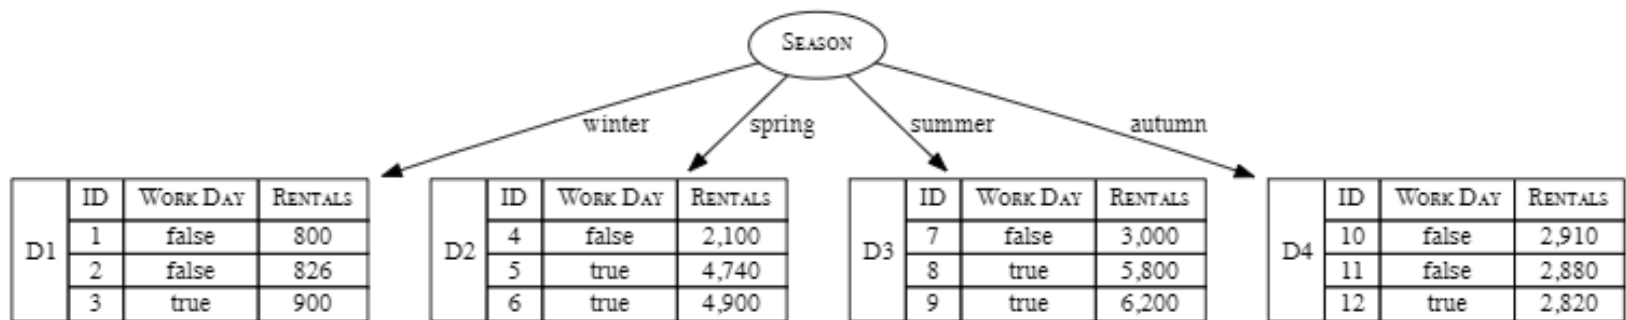 SEASON
winter spring summer autumn
ID WORK DAY RENTALS ID WORK DAY RENTALS ID WORK DAY RENTALS ID WORK DAY RENTALS
1 false 800 4 false 2,100 7 false 3,000 10 false 2,910
D1 2 false 826 D2 5 true 4,740 D3 8 true 5,800 D4 11 false 2,880
3 true 900 6 true 4,900 9 true 6,200 12 true 2,820